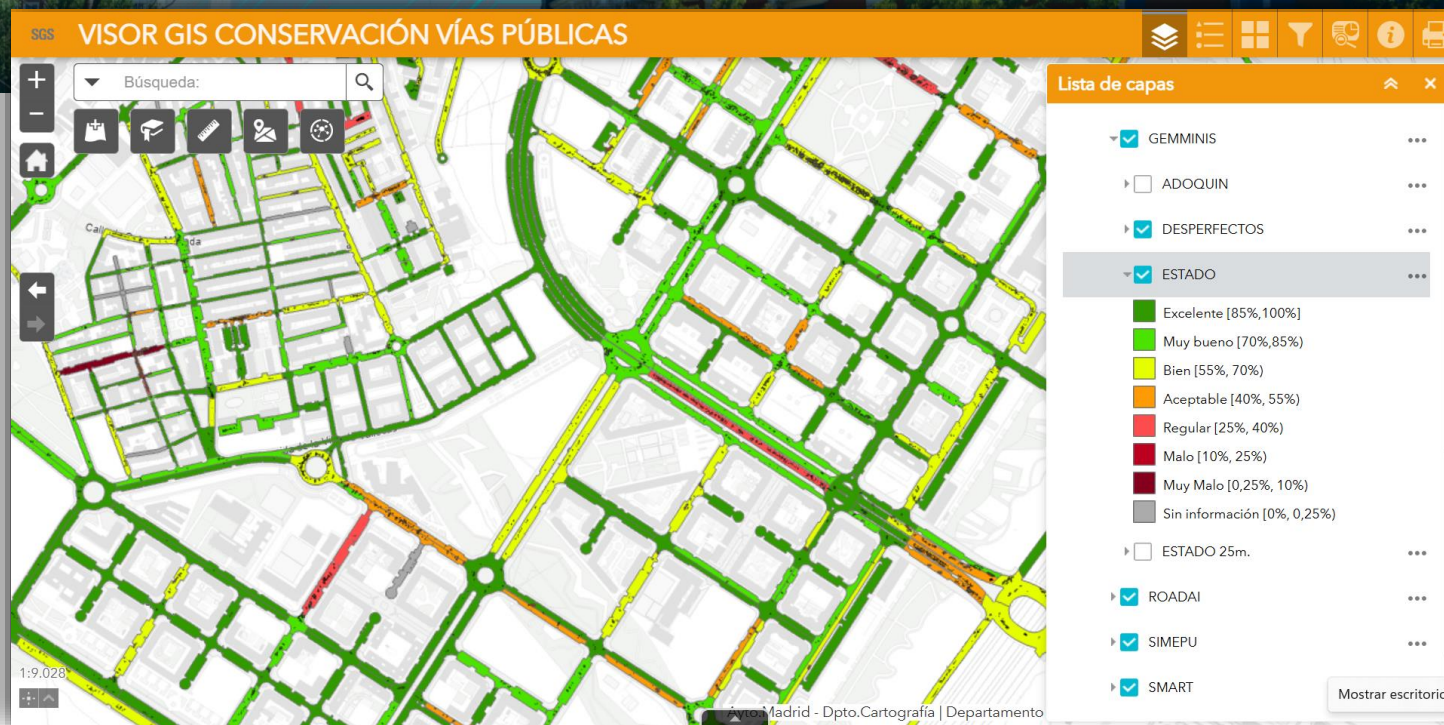 SGS VISOR GIS CONSERVACIÓN VÍAS PÚBLICAS
Búsqueda:
Lista de capas
GEMMINIS
ADOQUIN
DESPERFECTOS
ESTADO
Excelente [85%,100%]
Muy bueno [70%,85%)
Bien [55%, 70%)
Aceptable [40%, 55%)
Regular [25%, 40%)
Malo [10%, 25%)
Muy Malo [0,25%, 10%)
Sin información [0%, 0,25%)
ESTADO 25m.
ROADAI
SIMEPU
SMART
Mostrar escritorio
1:9.028
Ayto.Madrid - Dpto.Cartografía | Departamento